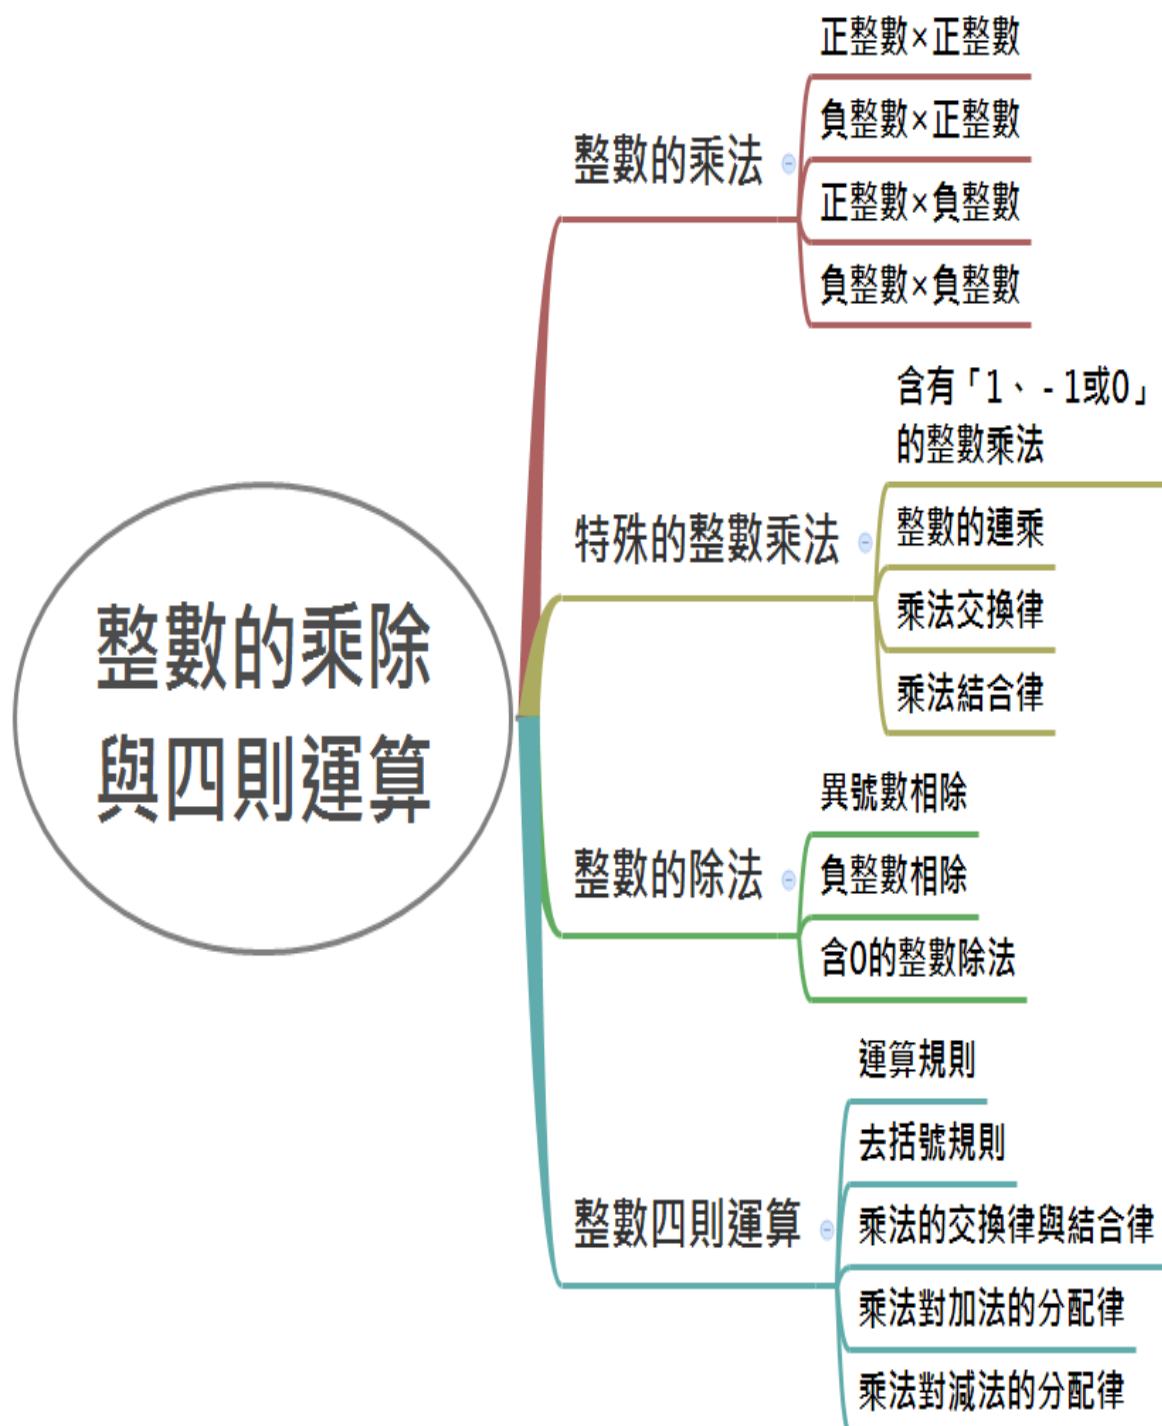 整數的乘除
與四則運算
整數的乘法
正整數×正整數
負整數×正整數
正整數×負整數
負整數×負整數
特殊的整數乘法
含有「1、-1或0」
的整數乘法
整數的連乘
乘法交換律
乘法結合律
整數的除法
異號數相除
負整數相除
含0的整數除法
整數四則運算
運算規則
去括號規則
乘法的交換律與結合律
乘法對加法的分配律
乘法對減法的分配律